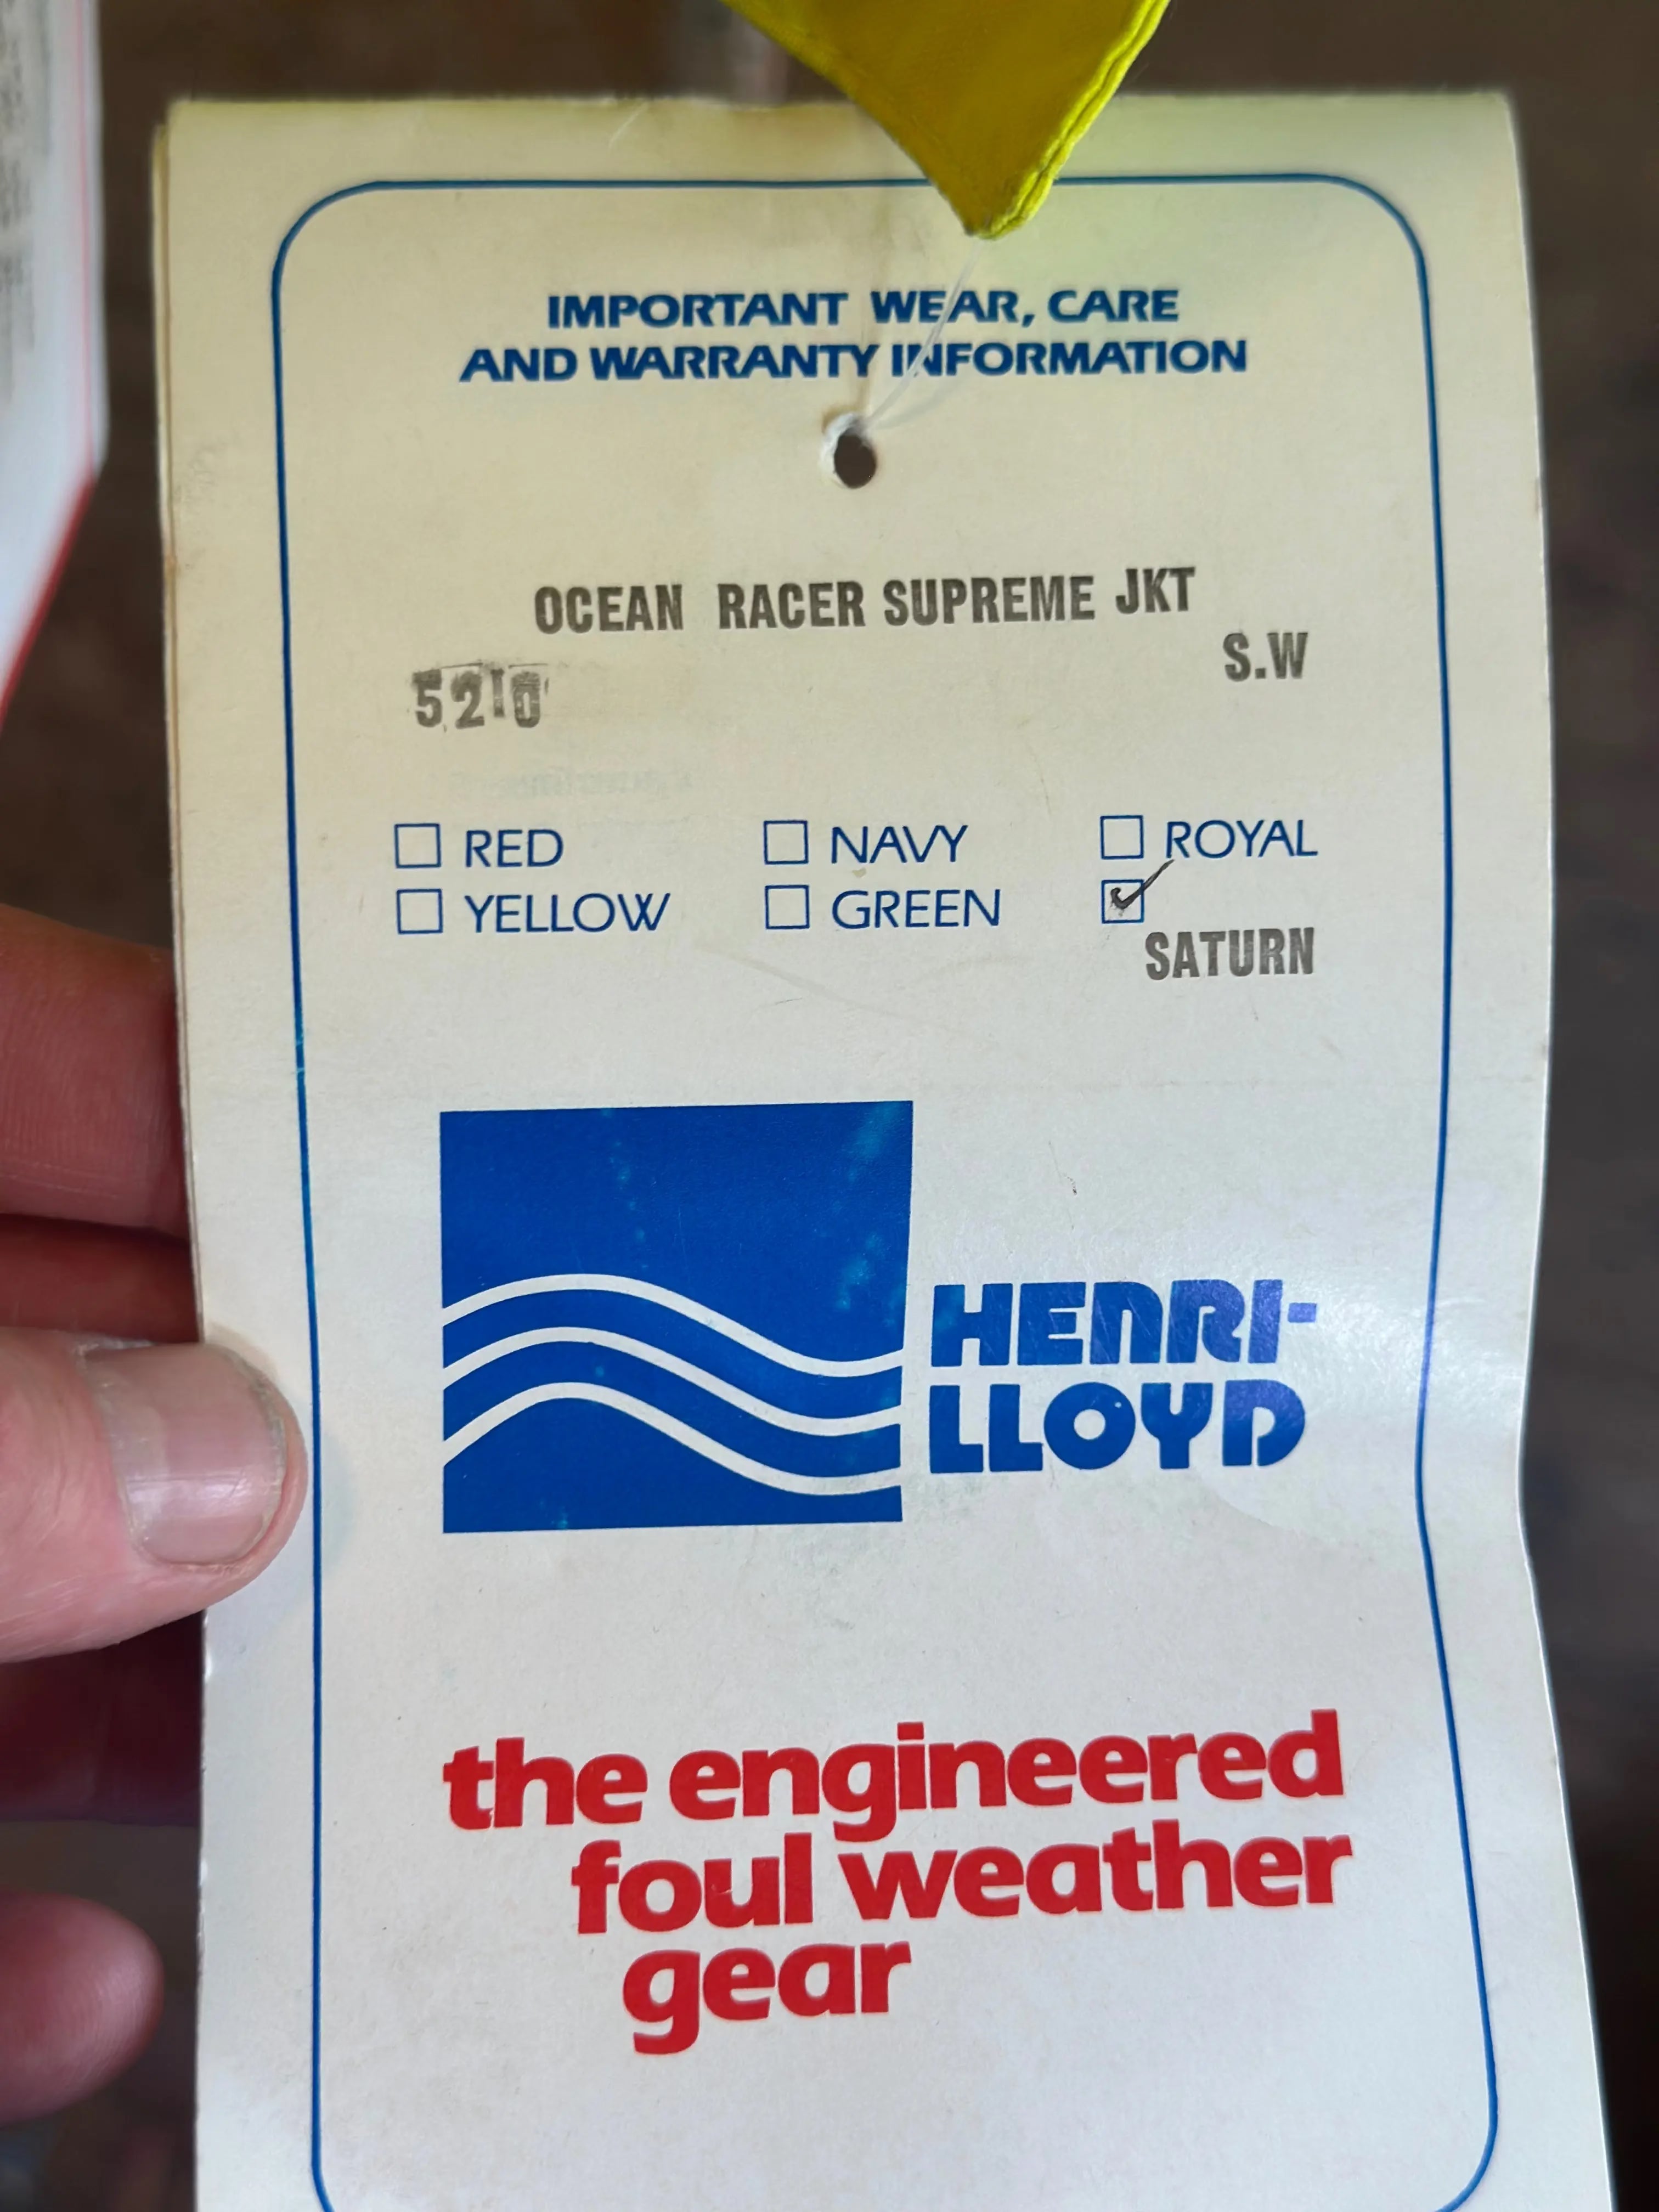 IMPORTANT WEAR, CARE
AND WARRANTY INFORMATION
OCEAN RACER SUPREME JKT
S.W
5210
RED NAVY ROYAL
YELLOW GREEN
SATURN
HENRI-
LLOYD
the engineered
foul weather
gear